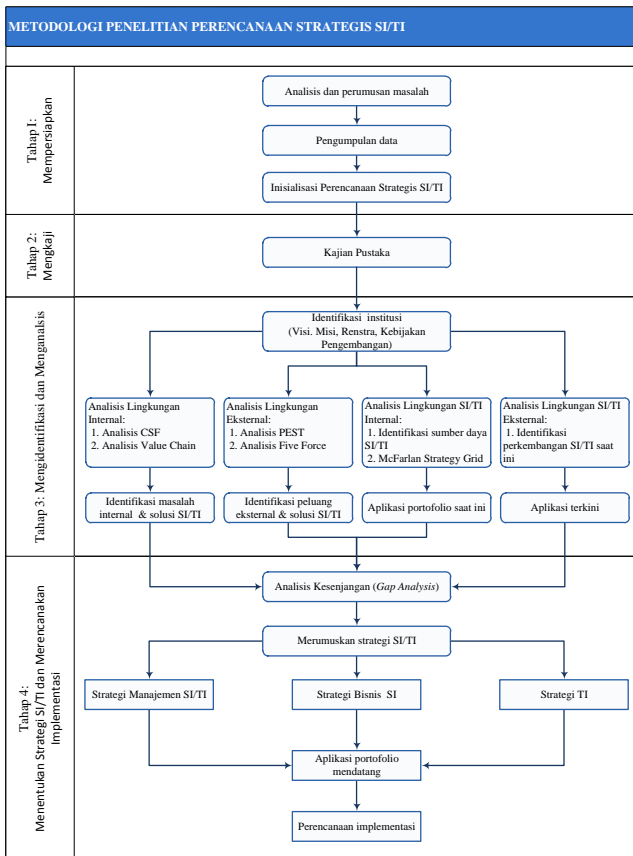 METODOLOGI PENELITIAN PERENCANAAN STRATEGIS SI/TI
Tahap I:
Mempersiapkan
Analisis dan perumusan masalah
Pengumpulan data
Inisialisasi Perencanaan Strategis SI/TI
Tahap 2:
Mengkaji
Kajian Pustaka
Tahap 3: Mengidentifikasi dan Menganalsis
Identifikasi institusi
(Visi. Misi, Renstra, Kebijakan
Pengembangan)
Analisis Lingkungan
Internal:
1. Analisis CSF
2. Analisis Value Chain
Analisis Lingkungan
Eksternal:
1. Analisis PEST
2. Analisis Five Force
Analisis Lingkungan SI/TI
Internal:
1. Identifikasi sumber daya
SI/TI
2. McFarlan Strategy Grid
Analisis Lingkungan SI/TI
Eksternal:
1. Identifikasi
perkembangan SI/TI saat
ini
Identifikasi masalah
internal & solusi SI/TI
Identifikasi peluang
eksternal & solusi SI/TI
Aplikasi portofolio saat ini
Aplikasi terkini
Tahap 4:
Menentukan Strategi SI/TI dan Merencanakan
Implementasi
Analisis Kesenjangan (Gap Analysis)
Merumuskan strategi SI/TI
Strategi Manajemen SI/TI
Strategi Bisnis SI
Strategi TI
Aplikasi portofolio
mendatang
Perencanaan implementasi